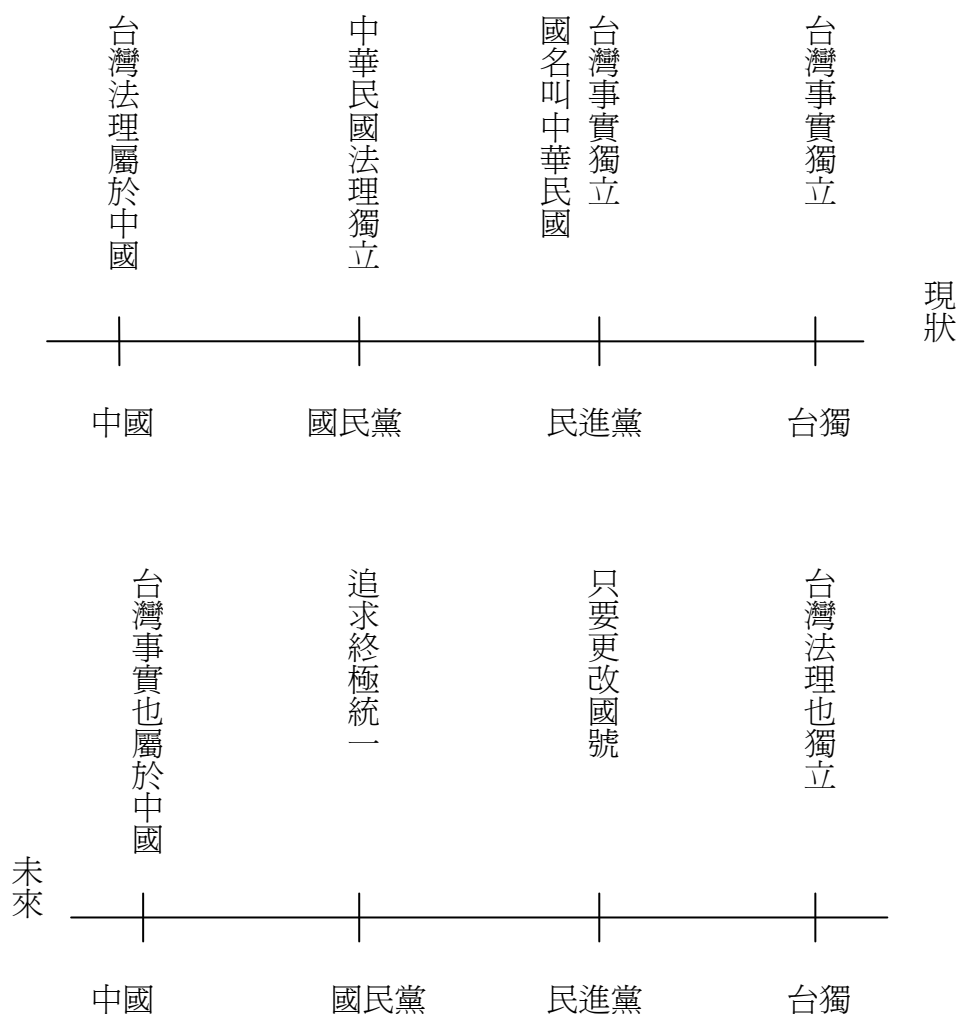 台灣法理屬於中國
中華民國法理獨立
台灣事實獨立
國名叫中華民國
台灣事實獨立
現狀
中國
國民黨
民進黨
台獨
台灣事實也屬於中國
追求終極統一
只要更改國號
台灣法理也獨立
未來
中國
國民黨
民進黨
台獨